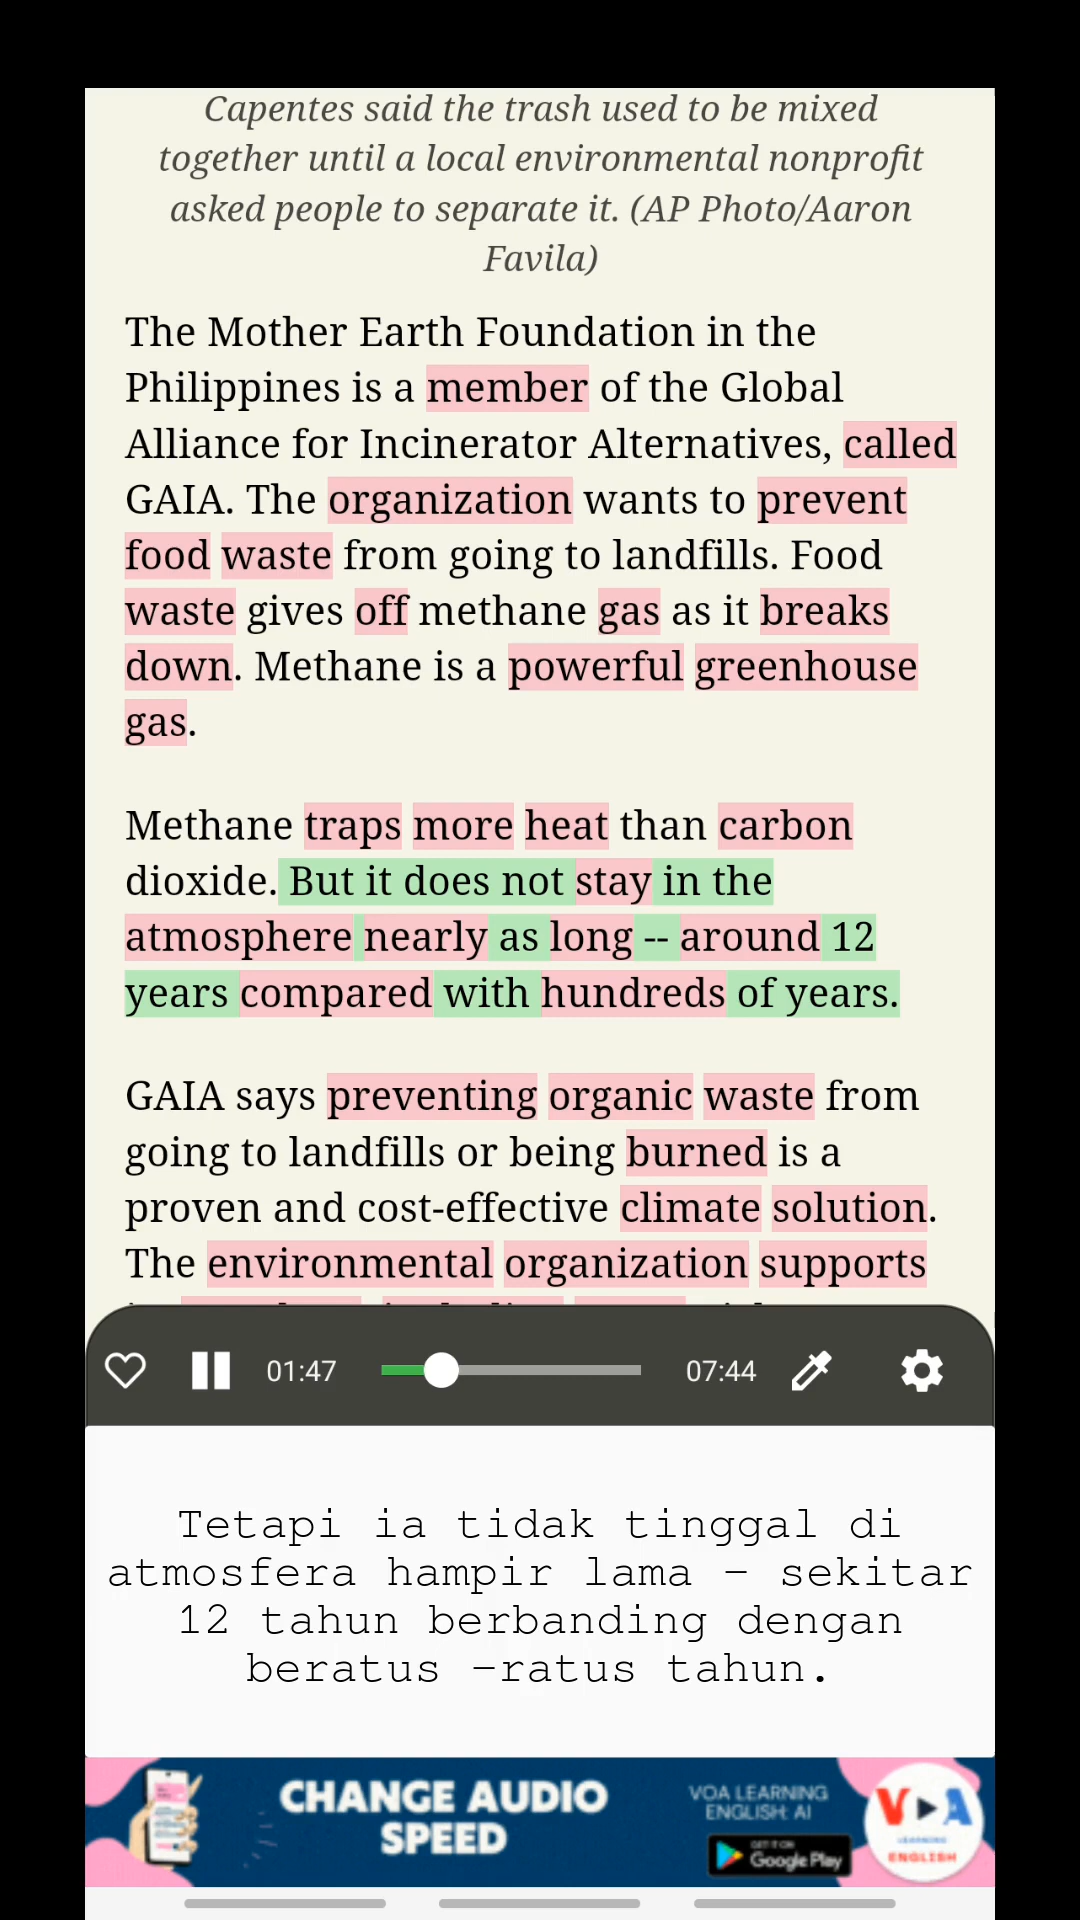 Capentes said the trash used to be mixed
together until a local environmental nonprofit
asked people to separate it. (AP Photo/Aaron
Favila)
The Mother Earth Foundation in the
Philippines is a member of the Global
Alliance for Incinerator Alternatives, called
GAIA. The organization wants to prevent
food waste from going to landfills. Food
waste gives off methane gas as it breaks
down. Methane is a powerful greenhouse
gas.
Methane traps more heat than carbon
dioxide. But it does not stay in the
atmosphere nearly as long -- around 12
years compared with hundreds of years.
GAIA says preventing organic waste from
going to landfills or being burned is a
proven and cost-effective climate solution.
The environmental organization supports
01:47
07:44
Tetapi ia tidak tinggal di
atmosfera hampir lama - sekitar
12 tahun berbanding dengan
beratus -ratus tahun.
CHANGE AUDIO
SPEED
VOA LEARNING
ENGLISH: AI
GET IT ON
Google Play
VOA
LEARNING
ENGLISH